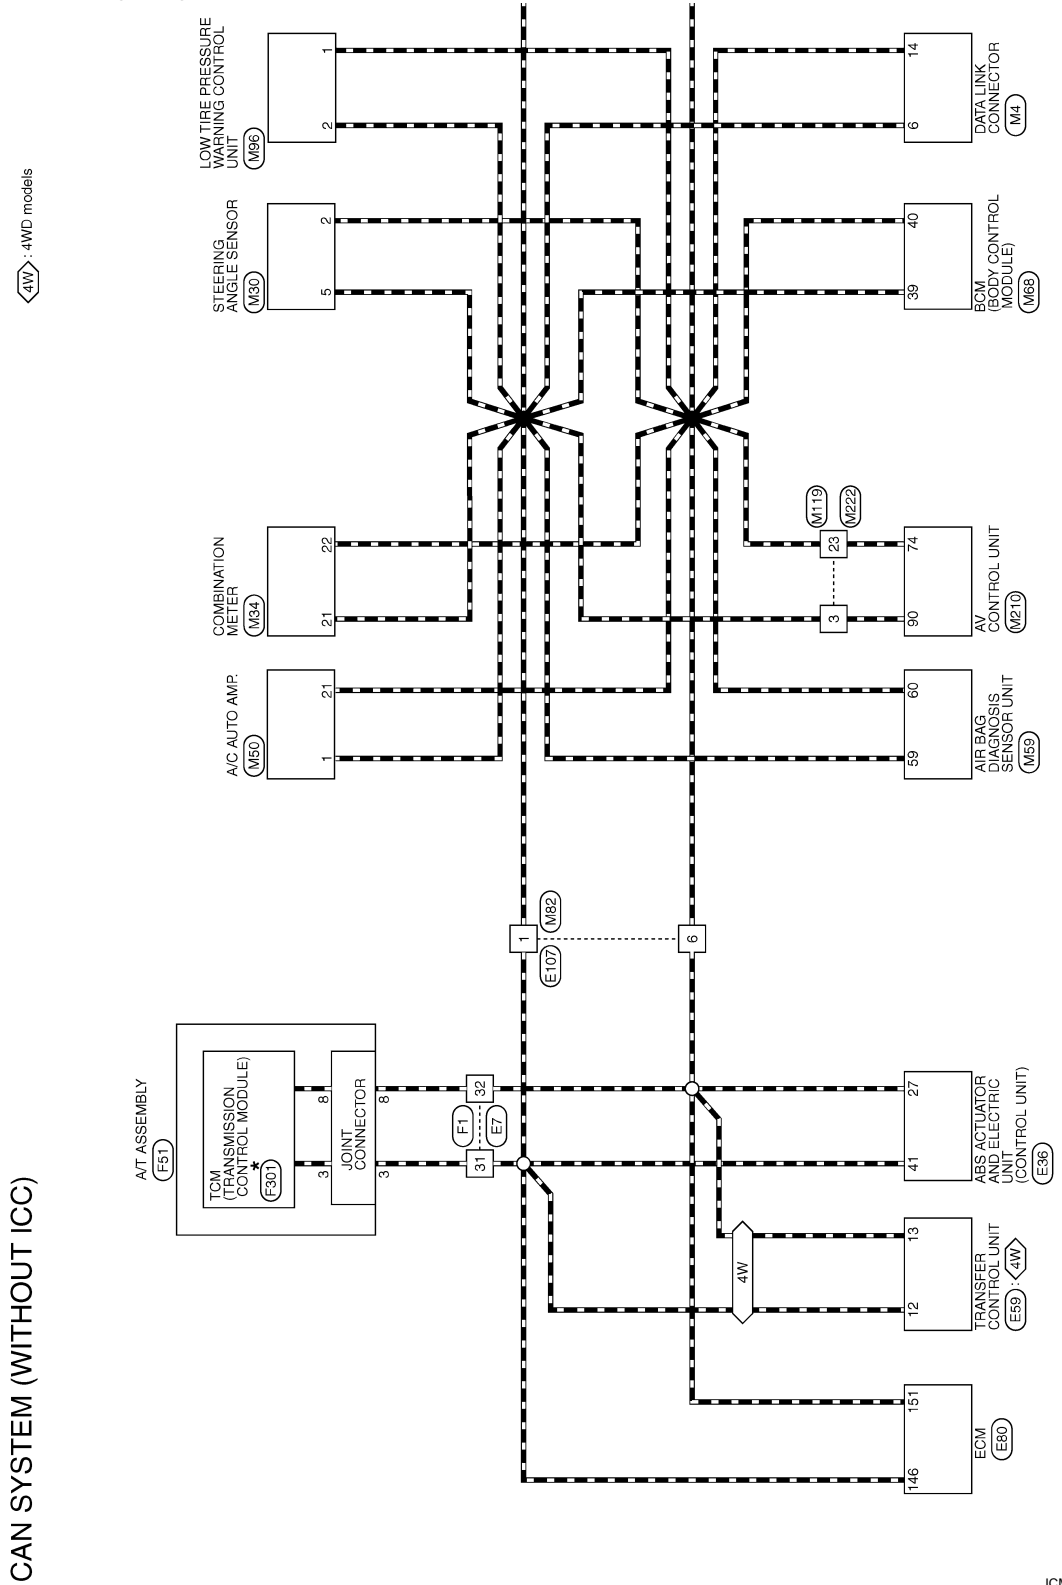 CAN SYSTEM (WITHOUT ICC)
4W : 4WD models
A/T ASSEMBLY
F51
TCM
(TRANSMISSION
CONTROL MODULE)
*
F301
3
8
JOINT
CONNECTOR
3
8
31
32
F1
E7
A/C AUTO AMP.
M50
1
21
COMBINATION
METER
M34
21
22
STEERING
ANGLE SENSOR
M30
5
2
LOW TIRE PRESSURE
WARNING CONTROL
UNIT
M96
2
1
1
E107
M82
6
4W
3
23
M119
M222
146
151
ECM
E80
12
13
TRANSFER
CONTROL UNIT
E59 : 4W
41
27
ABS ACTUATOR
AND ELECTRIC
UNIT
(CONTROL UNIT)
E36
59
60
AIR BAG
DIAGNOSIS
SENSOR UNIT
M59
90
74
AV
CONTROL UNIT
M210
39
40
BCM
(BODY CONTROL
MODULE)
M68
6
14
DATA LINK
CONNECTOR
M4